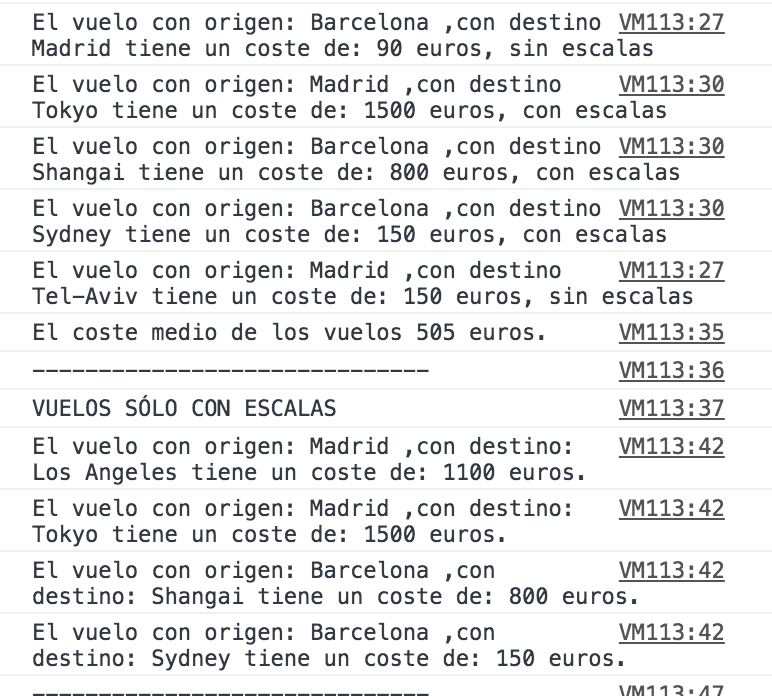 El vuelo con origen: Barcelona ,con destino VM113:27
Madrid tiene un coste de: 90 euros, sin escalas
El vuelo con origen: Madrid ,con destino VM113:30
Tokyo tiene un coste de: 1500 euros, con escalas
El vuelo con origen: Barcelona ,con destino VM113:30
Shangai tiene un coste de: 800 euros, con escalas
El vuelo con origen: Barcelona ,con destino VM113:30
Sydney tiene un coste de: 150 euros, con escalas
El vuelo con origen: Madrid ,con destino VM113:27
Tel-Aviv tiene un coste de: 150 euros, sin escalas
El coste medio de los vuelos 505 euros. VM113:35
------------------------------ VM113:36
VUELOS SÓLO CON ESCALAS VM113:37
El vuelo con origen: Madrid ,con destino: VM113:42
Los Angeles tiene un coste de: 1100 euros.
El vuelo con origen: Madrid ,con destino: VM113:42
Tokyo tiene un coste de: 1500 euros.
El vuelo con origen: Barcelona ,con VM113:42
destino: Shangai tiene un coste de: 800 euros.
El vuelo con origen: Barcelona ,con VM113:42
destino: Sydney tiene un coste de: 150 euros.
------------------------------ VM113:47